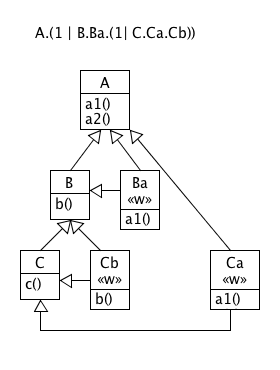 A.(1 | B.Ba.(1| C.Ca.Cb))
A
a1()
a2()
B
b()
Ba
«w»
a1()
C
c()
Cb
«w»
b()
Ca
«w»
a1()